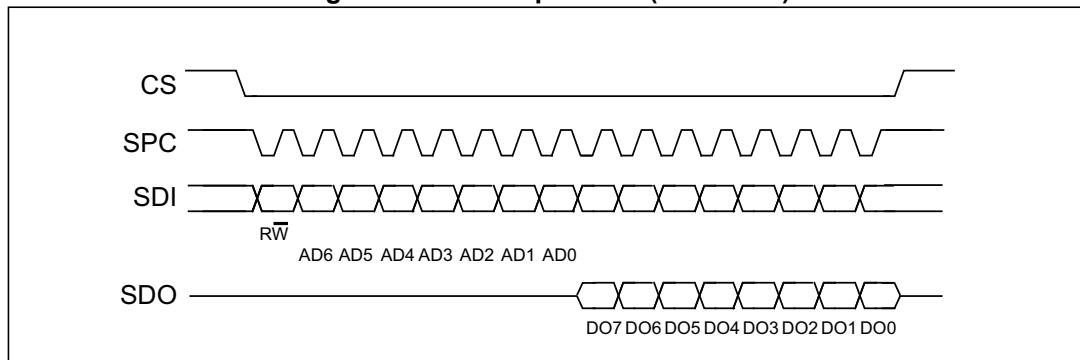 CS
SPC
SDI
RW̅
AD6 AD5 AD4 AD3 AD2 AD1 AD0
SDO
DO7 DO6 DO5 DO4 DO3 DO2 DO1 DO0